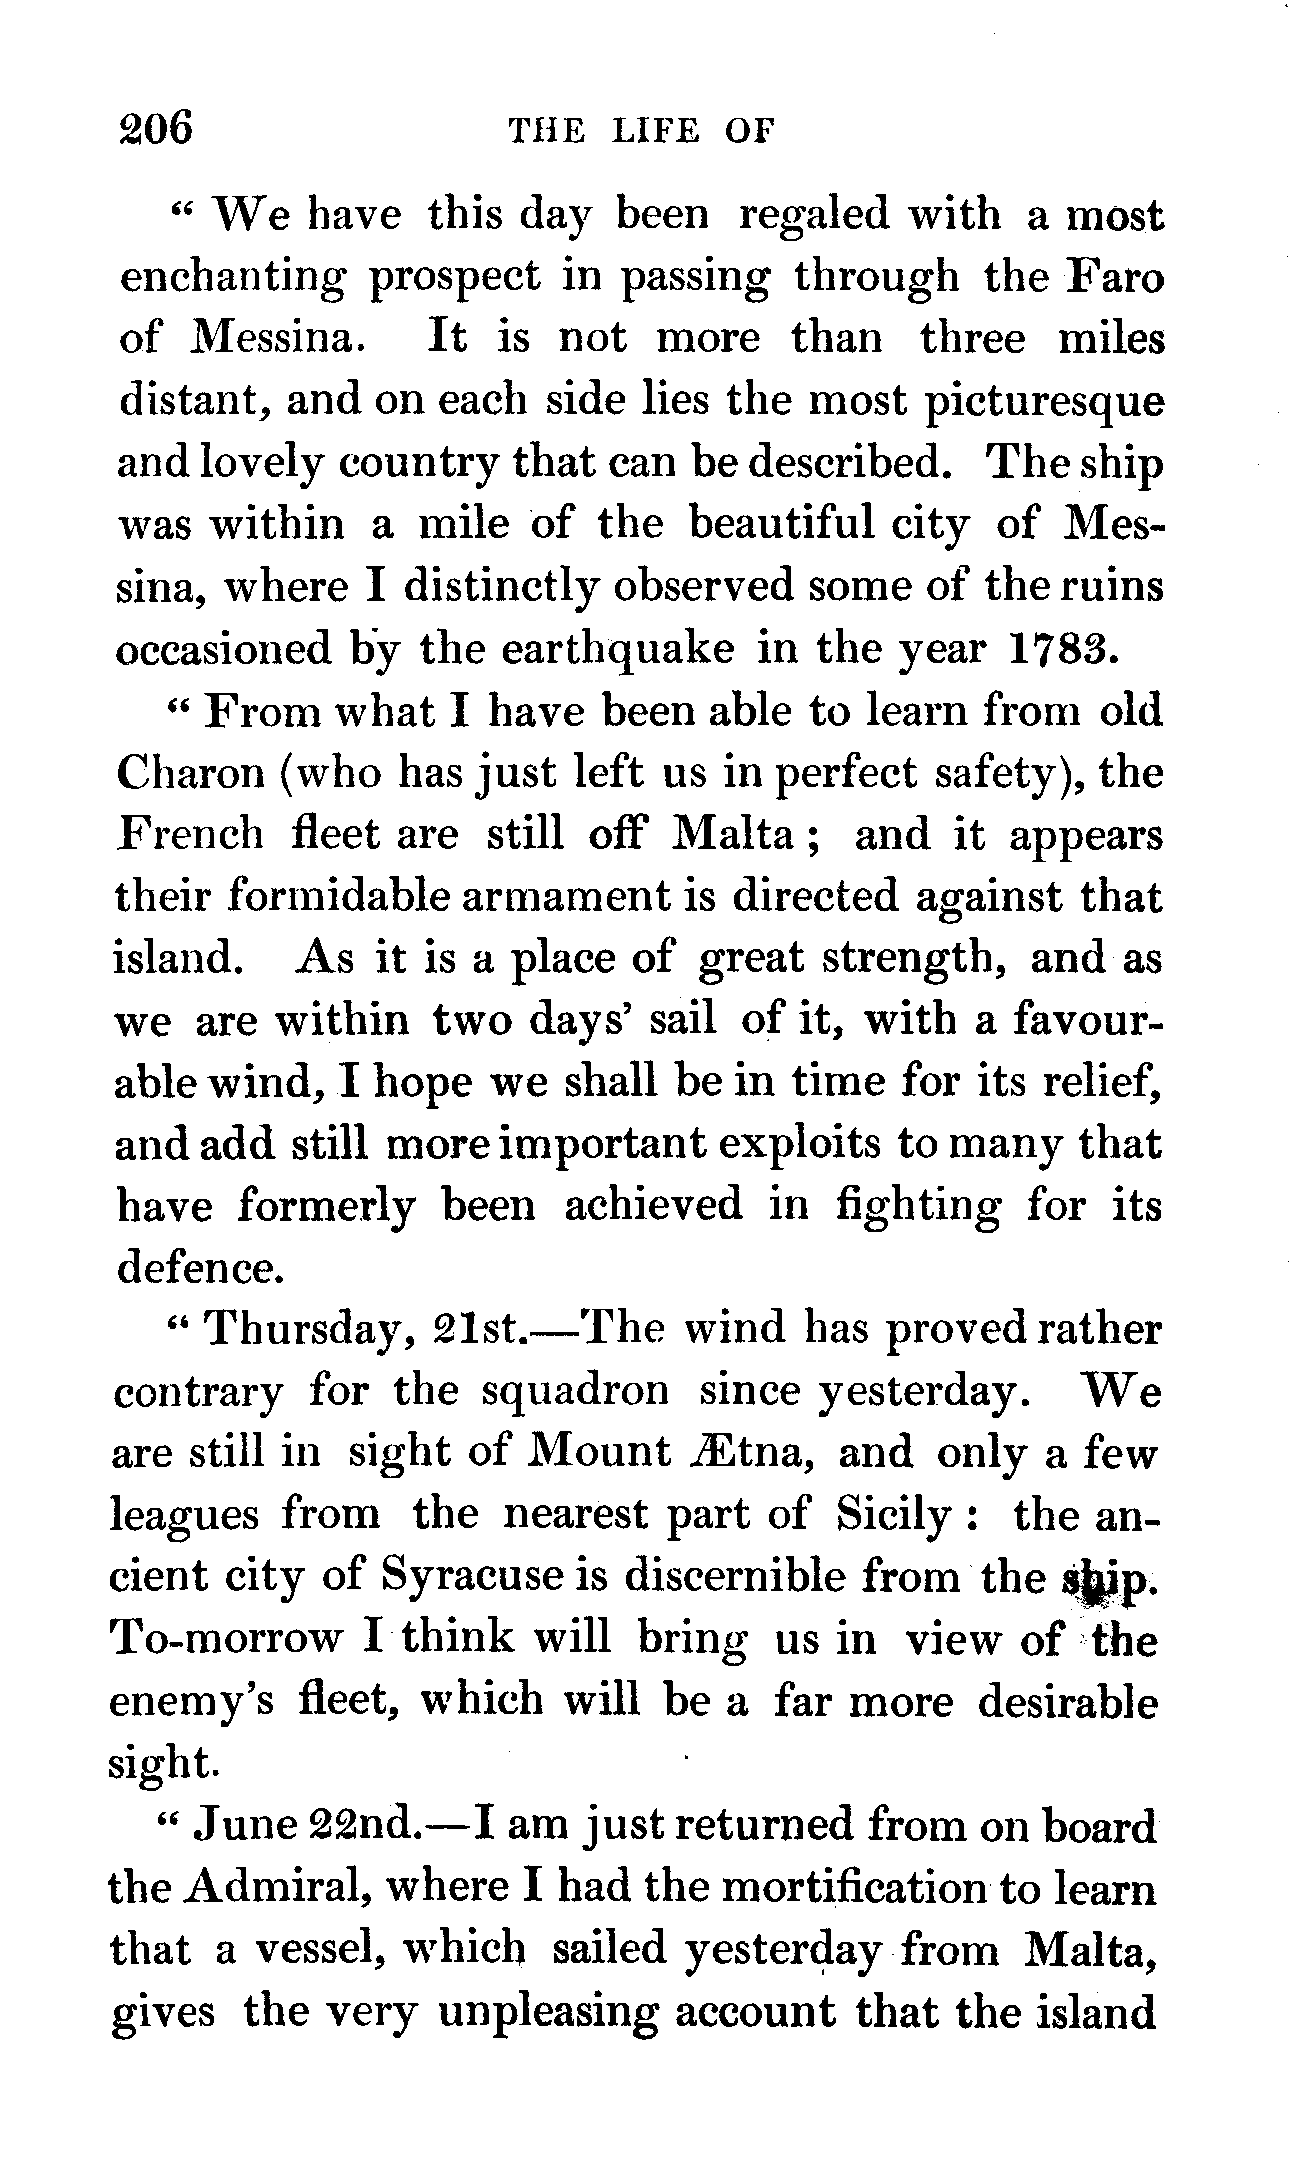 206 THE LIFE OF
“ We have this day been regaled with a most
enchanting prospect in passing through the Faro
of Messina. It is not more than three miles
distant, and on each side lies the most picturesque
and lovely country that can be described. The ship
was within a mile of the beautiful city of Mes-
sina, where I distinctly observed some of the ruins
occasioned by the earthquake in the year 1783.
“ From what I have been able to learn from old
Charon (who has just left us in perfect safety), the
French fleet are still off Malta ; and it appears
their formidable armament is directed against that
island. As it is a place of great strength, and as
we are within two days’ sail of it, with a favour-
able wind, I hope we shall be in time for its relief,
and add still more important exploits to many that
have formerly been achieved in fighting for its
defence.
“ Thursday, 21st.—The wind has proved rather
contrary for the squadron since yesterday. We
are still in sight of Mount Ætna, and only a few
leagues from the nearest part of Sicily : the an-
cient city of Syracuse is discernible from the ship.
To-morrow I think will bring us in view of the
enemy’s fleet, which will be a far more desirable
sight.
“ June 22nd.—I am just returned from on board
the Admiral, where I had the mortification to learn
that a vessel, which sailed yesterday from Malta,
gives the very unpleasing account that the island